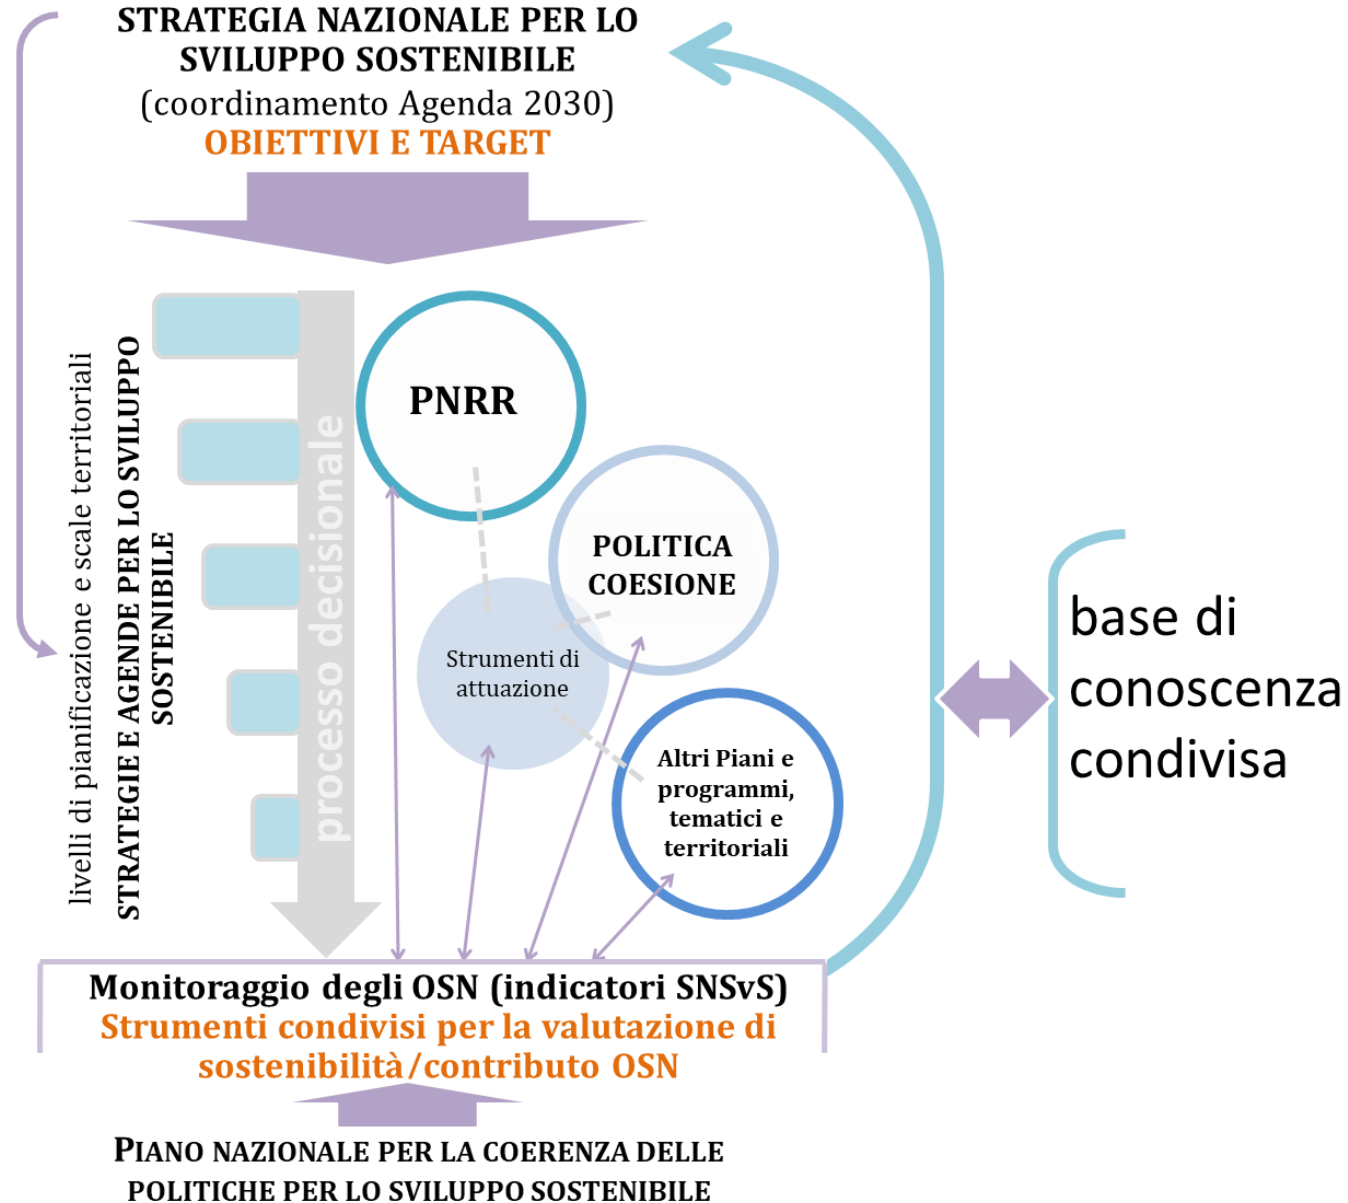 STRATEGIA NAZIONALE PER LO
SVILUPPO SOSTENIBILE
(coordinamento Agenda 2030)
OBIETTIVI E TARGET
livelli di pianificazione e scale territoriali
STRATEGIE E AGENDE PER LO SVILUPPO
SOSTENIBILE
processo decisionale
PNRR
POLITICA
COESIONE
Strumenti di
attuazione
Altri Piani e
programmi,
tematici e
territoriali
base di
conoscenza
condivisa
Monitoraggio degli OSN (indicatori SNSvS)
Strumenti condivisi per la valutazione di
sostenibilità/contributo OSN
PIANO NAZIONALE PER LA COERENZA DELLE
POLITICHE PER LO SVILUPPO SOSTENIBILE